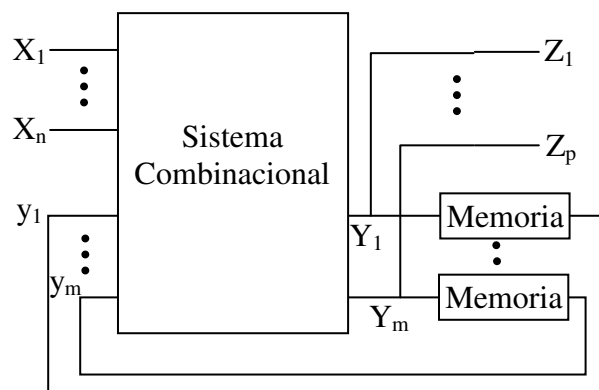 X₁
Xₙ
y₁
yₘ
Sistema
Combinacional
Z₁
Zₚ
Y₁
Memoria
Yₘ
Memoria